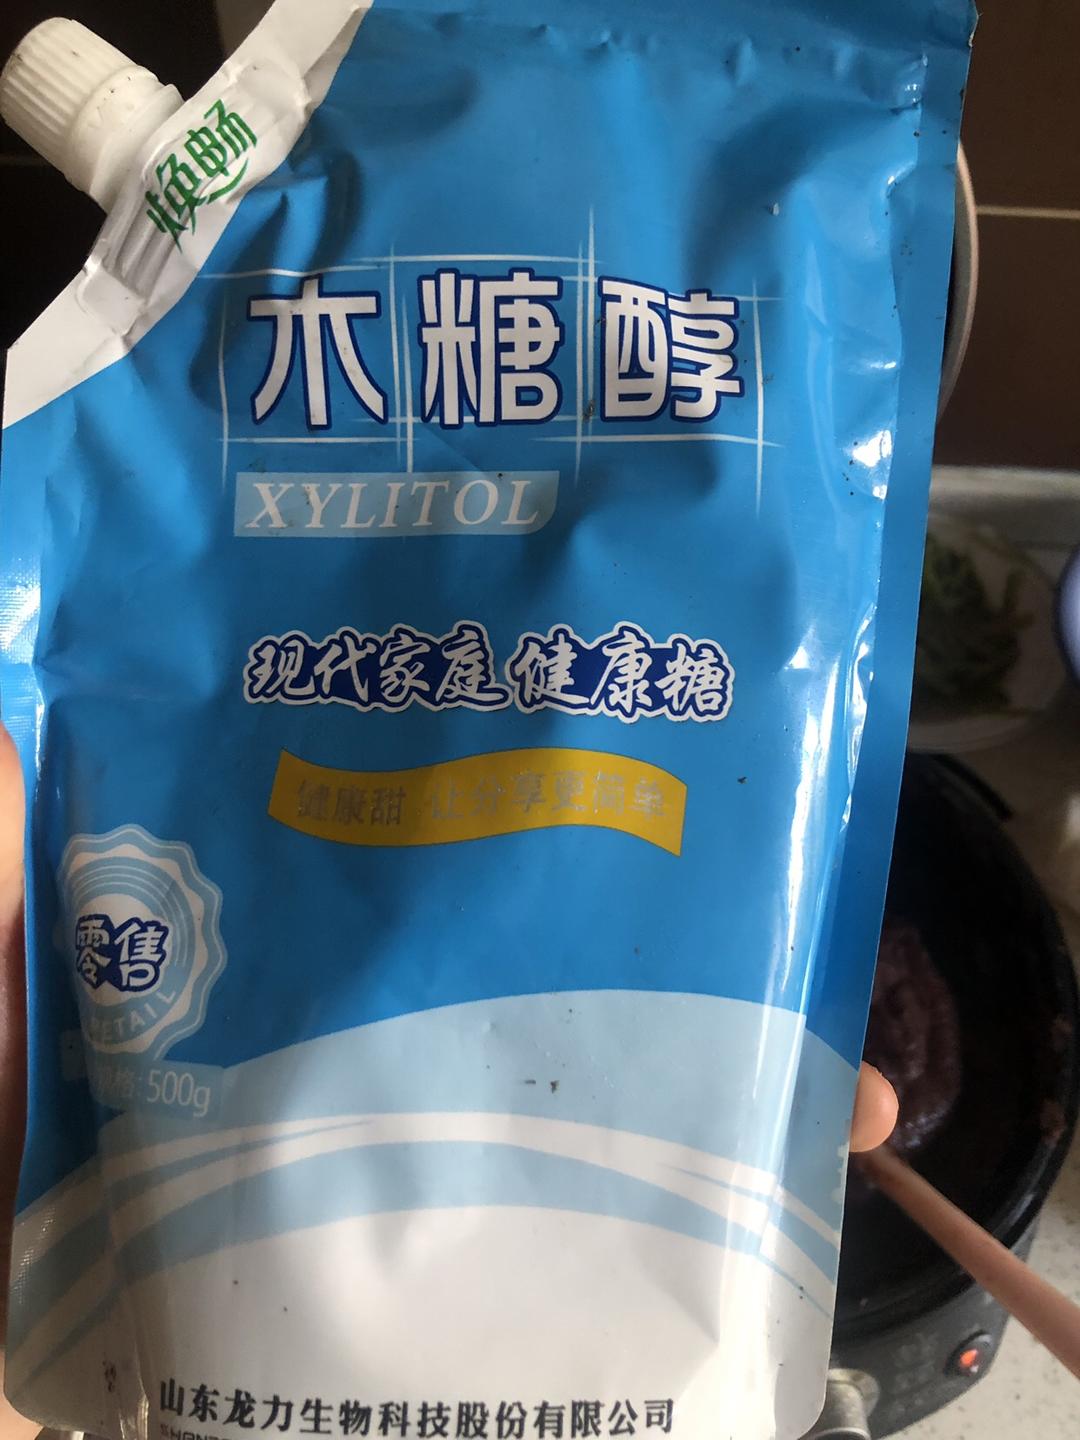 焕畅
木糖醇
XYLITOL
现代家庭 健康糖
健康甜 让分享更简单
零售
RETAIL
格:500g
山东龙力生物科技股份有限公司